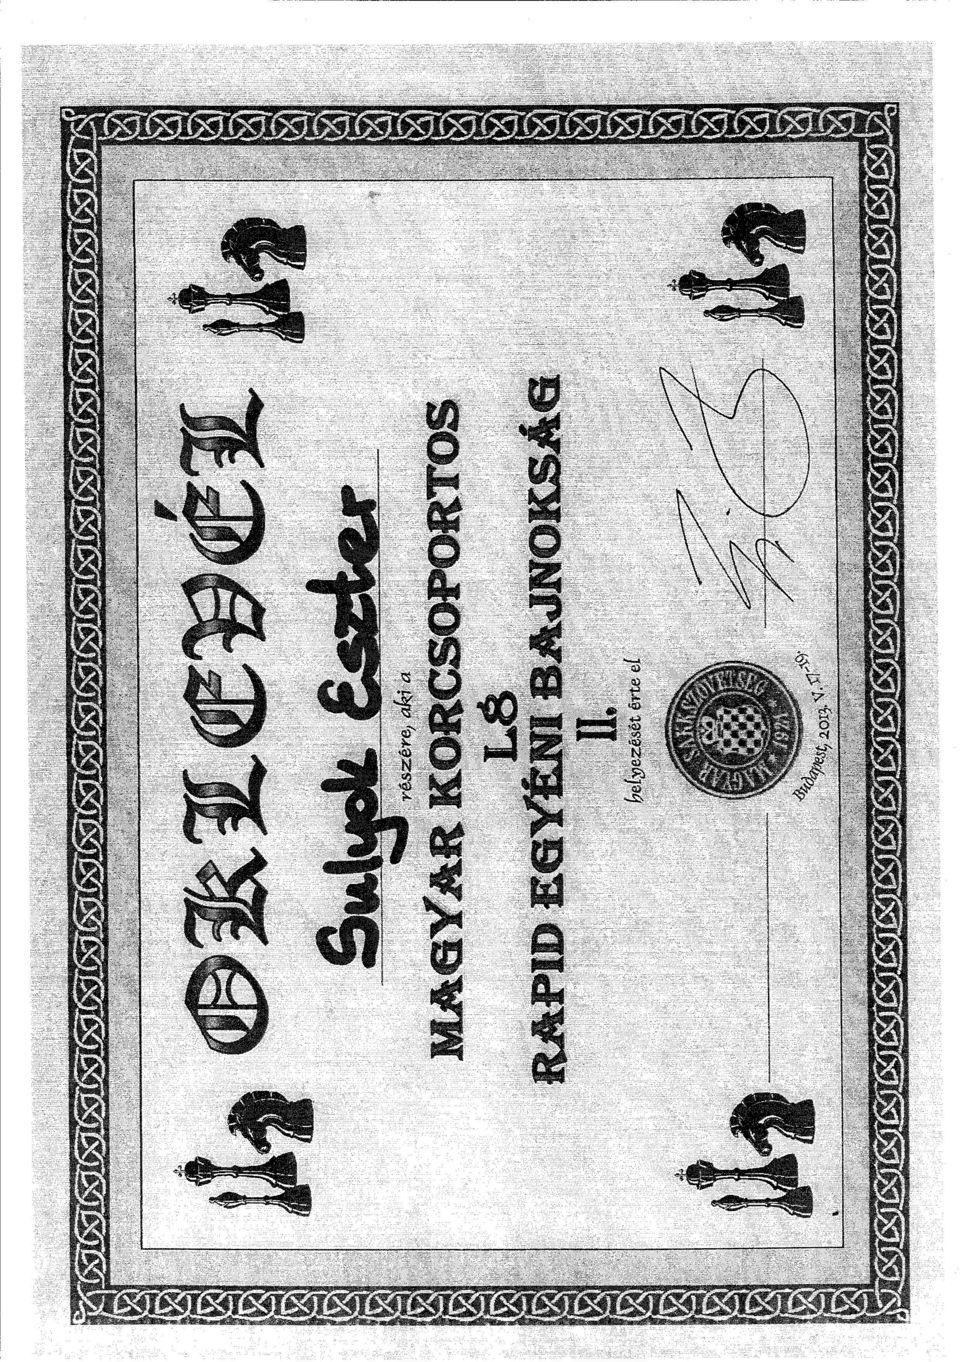 OKLEVÉL
Sulyok Eszter
részére, aki a
MAGYAR KORCSOPORTOS
L8
RAPID EGYÉNI BAJNOKSÁG
II.
helyezését érte el
MAGYAR SAKKSZÖVETSÉG 1921
Budapest, 2013. V. 17-19.